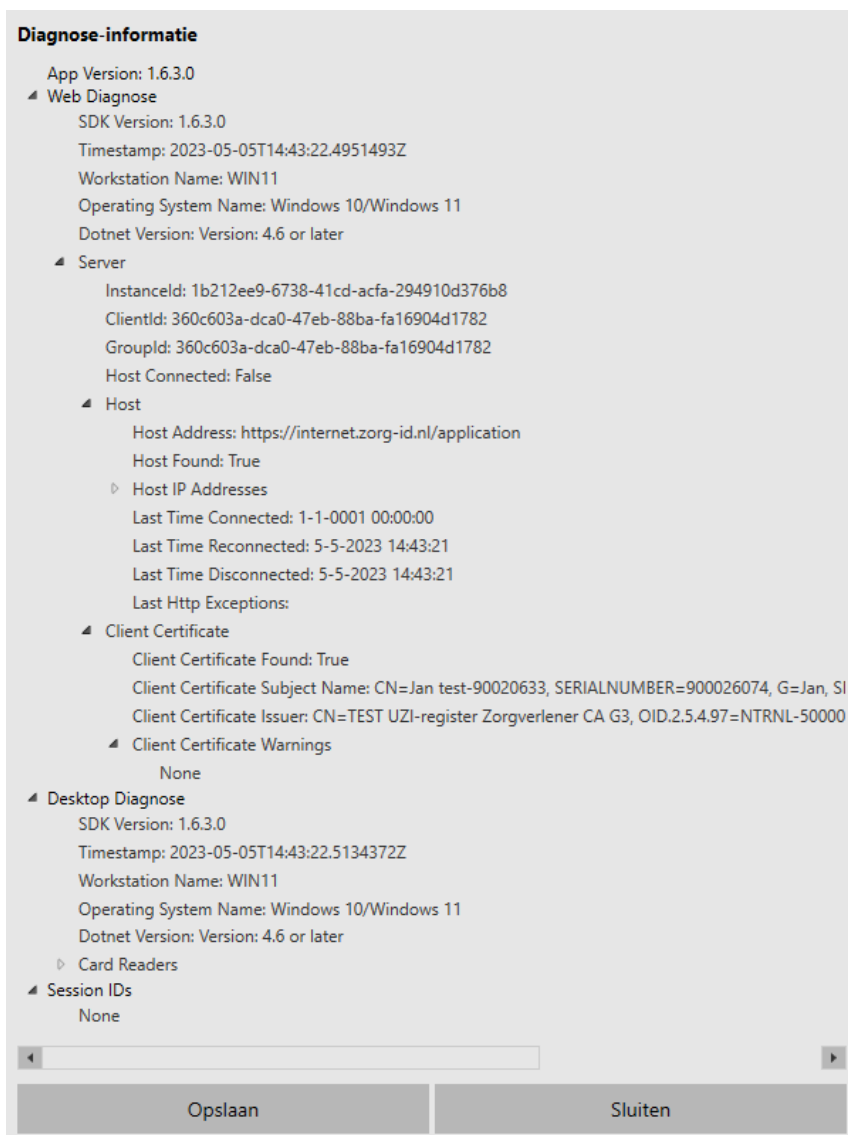 Diagnose-informatie
App Version: 1.6.3.0
Web Diagnose
SDK Version: 1.6.3.0
Timestamp: 2023-05-05T14:43:22.4951493Z
Workstation Name: WIN11
Operating System Name: Windows 10/Windows 11
Dotnet Version: Version: 4.6 or later
Server
InstanceId: 1b212ee9-6738-41cd-acfa-294910d376b8
ClientId: 360c603a-dca0-47eb-88ba-fa16904d1782
GroupId: 360c603a-dca0-47eb-88ba-fa16904d1782
Host Connected: False
Host
Host Address: https://internet.zorg-id.nl/application
Host Found: True
Host IP Addresses
Last Time Connected: 1-1-0001 00:00:00
Last Time Reconnected: 5-5-2023 14:43:21
Last Time Disconnected: 5-5-2023 14:43:21
Last Http Exceptions:
Client Certificate
Client Certificate Found: True
Client Certificate Subject Name: CN=Jan test-90020633, SERIALNUMBER=900026074, G=Jan, SI
Client Certificate Issuer: CN=TEST UZI-register Zorgverlener CA G3, OID.2.5.4.97=NTRNL-50000
Client Certificate Warnings
None
Desktop Diagnose
SDK Version: 1.6.3.0
Timestamp: 2023-05-05T14:43:22.5134372Z
Workstation Name: WIN11
Operating System Name: Windows 10/Windows 11
Dotnet Version: Version: 4.6 or later
Card Readers
Session IDs
None
Opslaan Sluiten